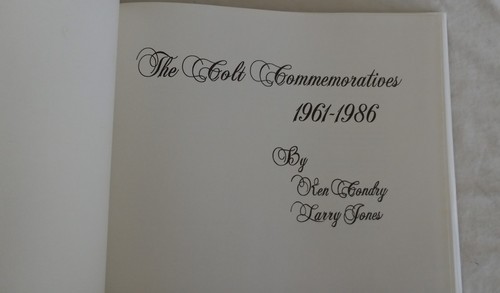 The Colt Commemoratives
1961-1986
By
Ken Condry
Larry Jones